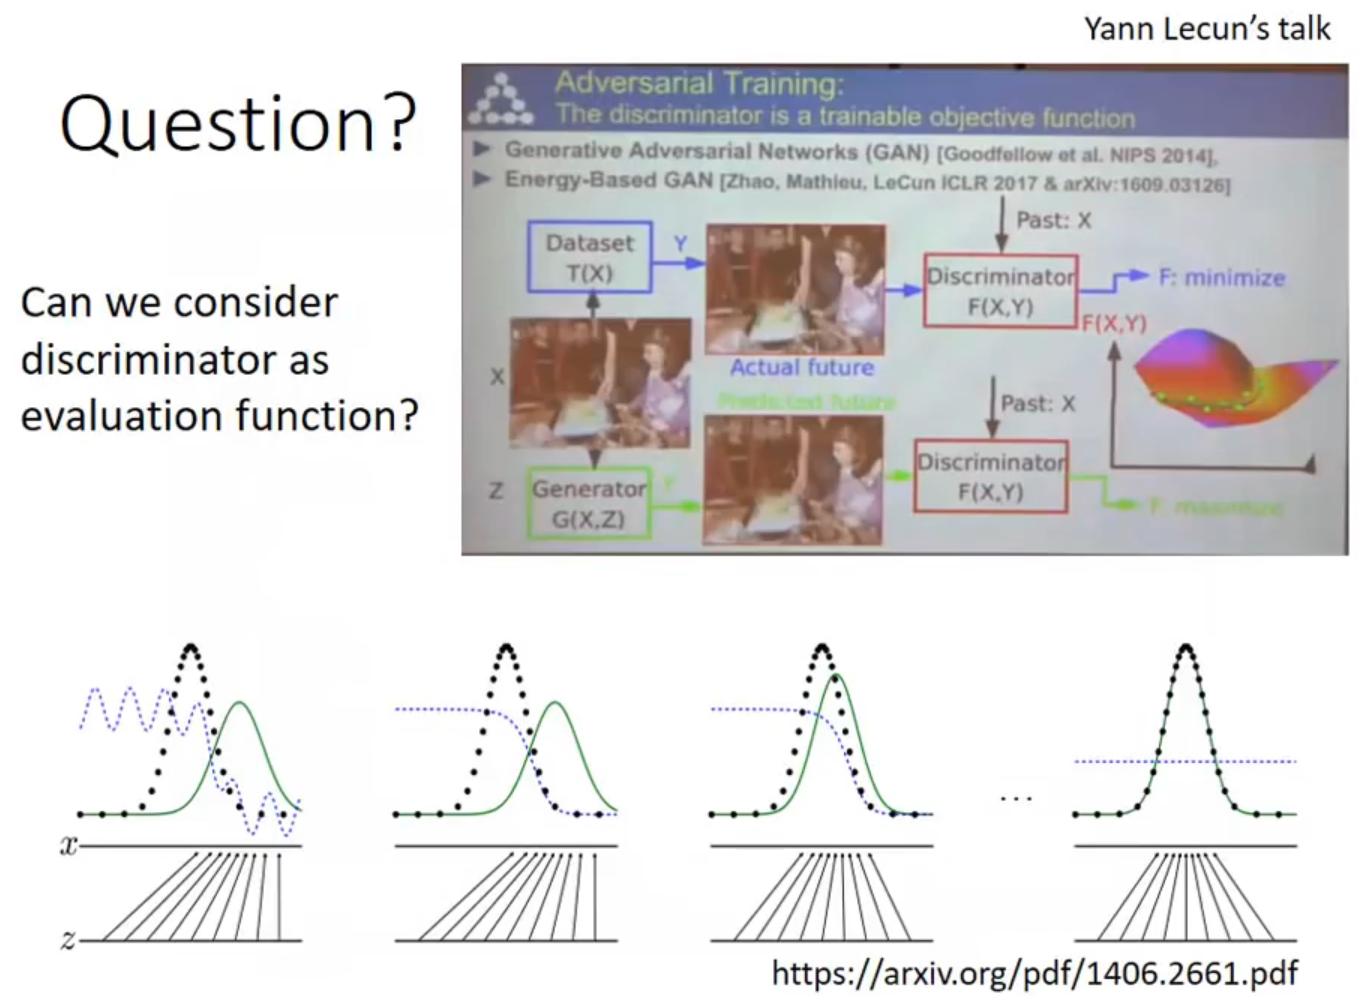 Yann Lecun's talk
Question?
Can we consider
discriminator as
evaluation function?
Adversarial Training:
The discriminator is a trainable objective function
Generative Adversarial Networks (GAN) [Goodfellow et al. NIPS 2014],
Energy-Based GAN [Zhao, Mathieu, LeCun ICLR 2017 & arXiv:1609.03126]
Past: X
Dataset
T(X)
Y
Discriminator
F(X,Y)
F: minimize
F(X,Y)
Actual future
X
Predicted future
Past: X
Z
Generator
G(X,Z)
Y
Discriminator
F(X,Y)
F: maximize
...
x
z
https://arxiv.org/pdf/1406.2661.pdf